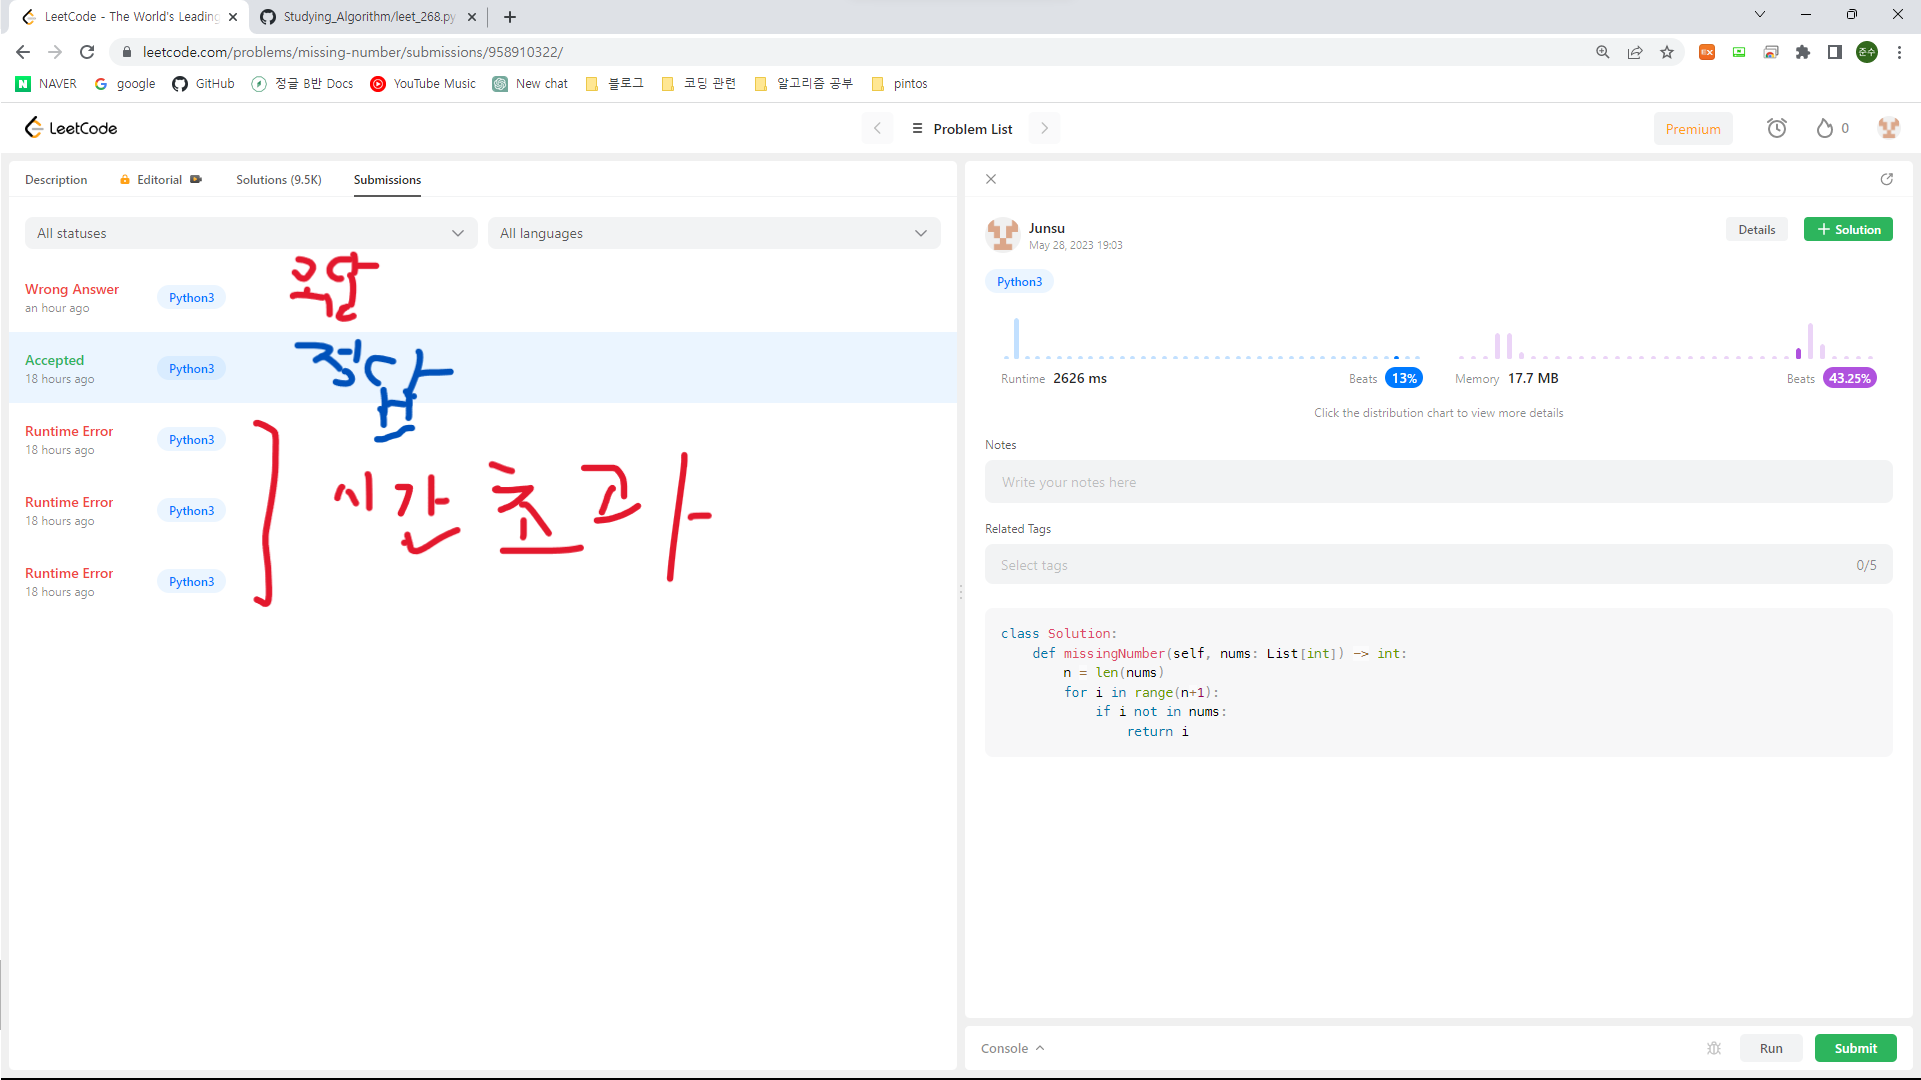 LeetCode - The World's Leading
Studying_Algorithm/leet_268.py
leetcode.com/problems/missing-number/submissions/958910322/
EX
준수
NAVER
google
GitHub
정글 B반 Docs
YouTube Music
New chat
블로그
코딩 관련
알고리즘 공부
pintos
LeetCode
Problem List
Premium
0
Description
Editorial
Solutions (9.5K)
Submissions
All statuses
All languages
Wrong Answer
an hour ago
Python3
Accepted
18 hours ago
Python3
정답
Runtime Error
18 hours ago
Python3
Runtime Error
18 hours ago
Python3
Runtime Error
18 hours ago
Python3
시간 초과
Junsu
May 28, 2023 19:03
Details
+ Solution
Python3
Runtime 2626 ms
Beats 13%
Memory 17.7 MB
Beats 43.25%
Click the distribution chart to view more details
Notes
Write your notes here
Related Tags
Select tags
0/5
class Solution:
    def missingNumber(self, nums: List[int]) -> int:
        n = len(nums)
        for i in range(n+1):
            if i not in nums:
                return i
Console
Run
Submit